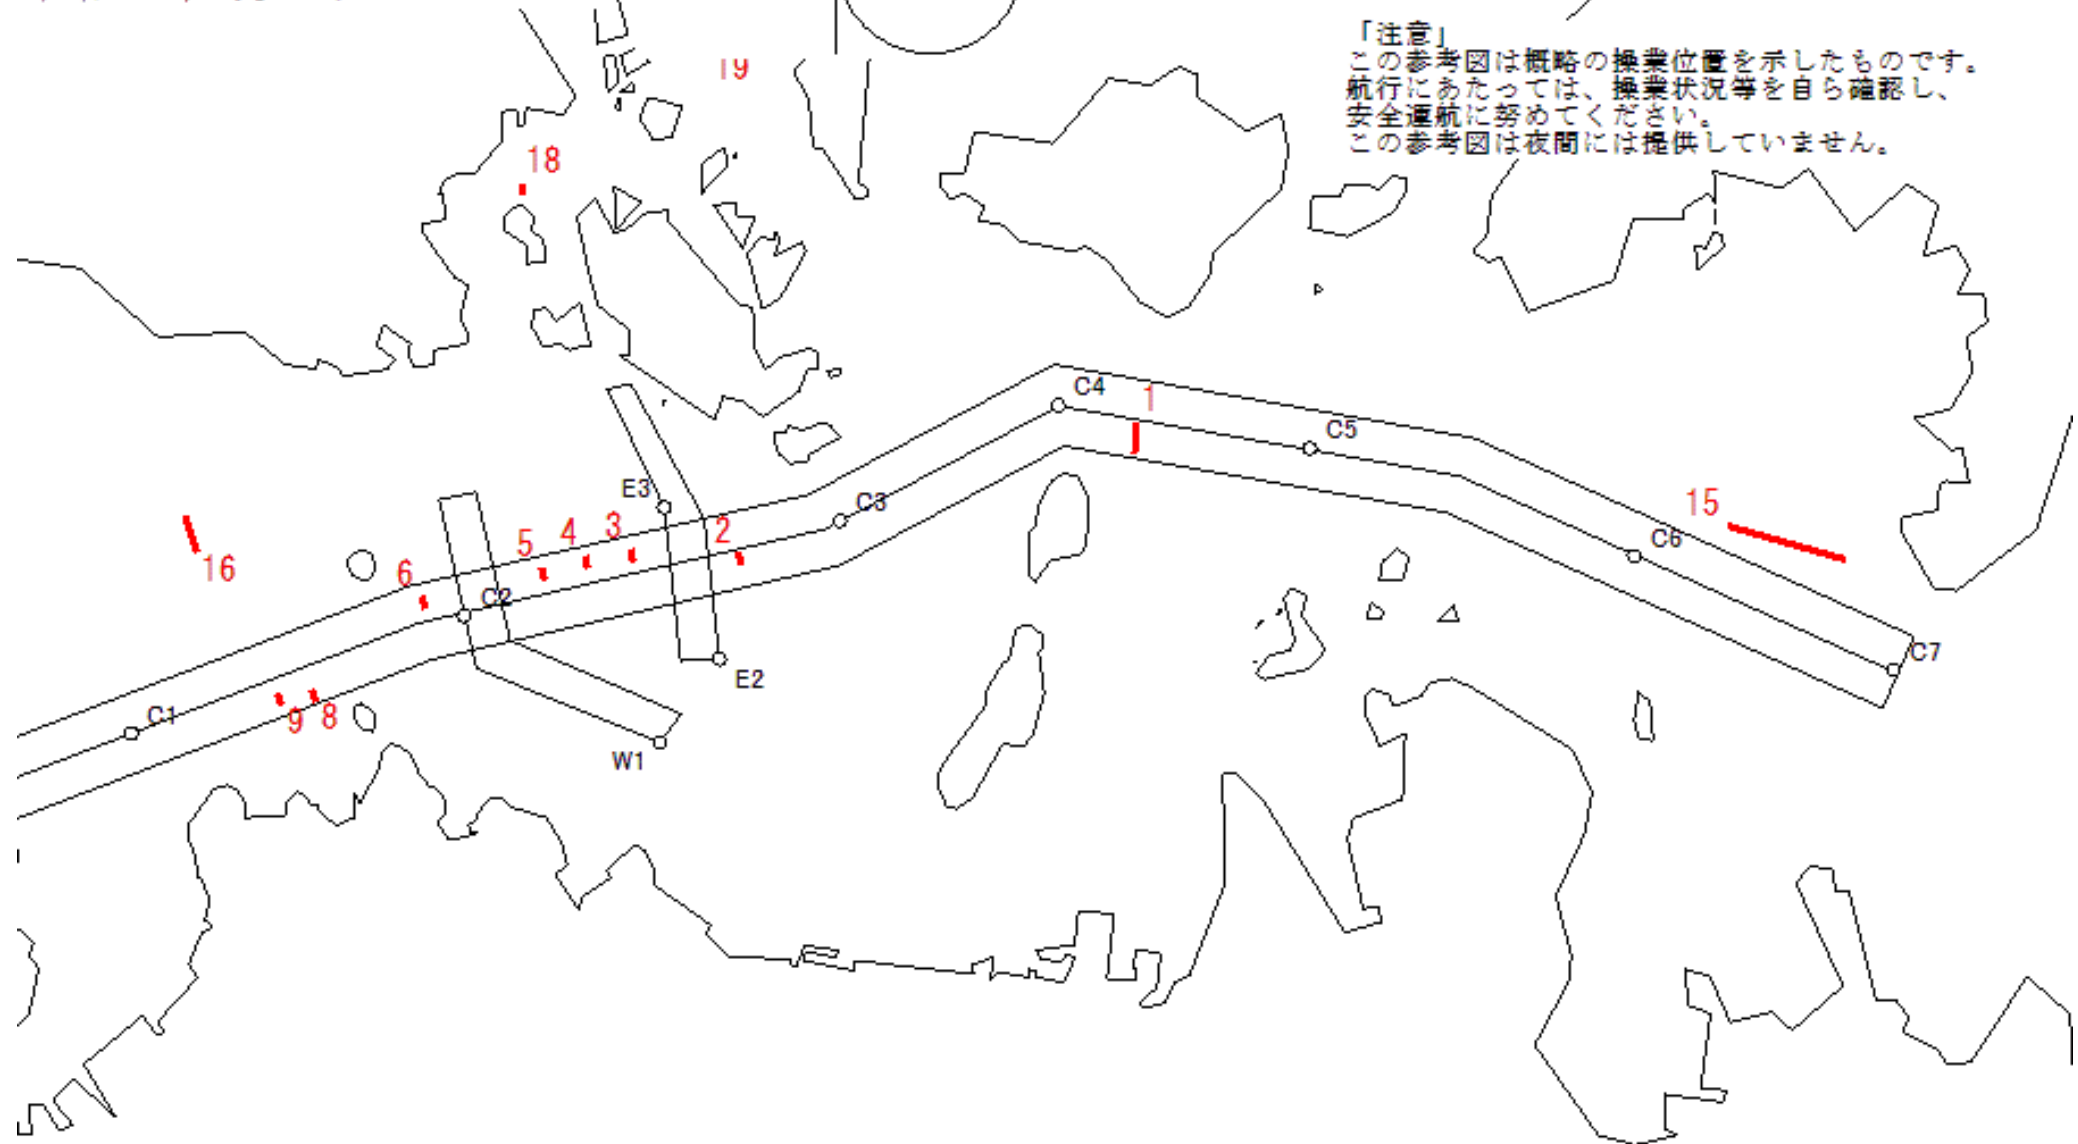 「注意」
この参考図は概略の操業位置を示したものです。
航行にあたっては、操業状況等を自ら確認し、
安全運航に努めてください。
この参考図は夜間には提供していません。
19
18
C4
1
C5
E3
15
C3
5
4
3
2
C6
16
6
C2
C7
E2
C1
9
8
W1